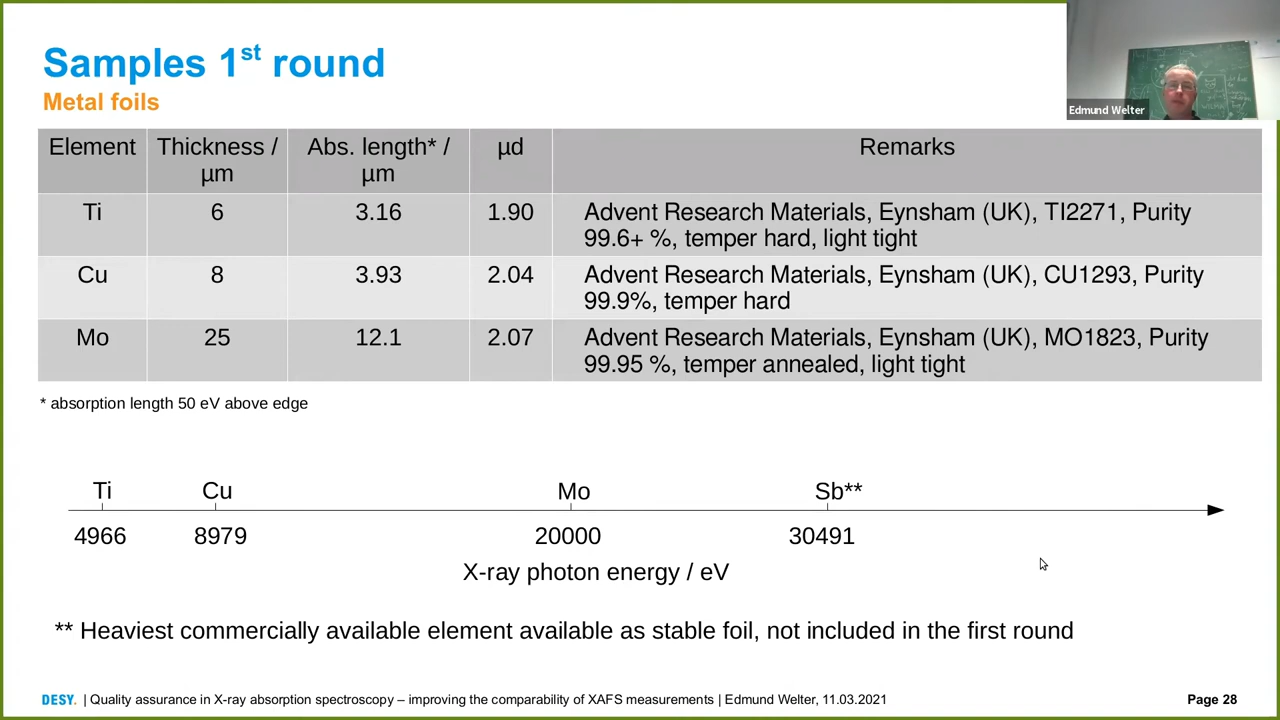 Samples 1st round
Metal foils
Edmund Welter
Element Thickness / µm Abs. length* / µm µd Remarks
Ti 6 3.16 1.90 Advent Research Materials, Eynsham (UK), TI2271, Purity
99.6+ %, temper hard, light tight
Cu 8 3.93 2.04 Advent Research Materials, Eynsham (UK), CU1293, Purity
99.9%, temper hard
Mo 25 12.1 2.07 Advent Research Materials, Eynsham (UK), MO1823, Purity
99.95 %, temper annealed, light tight
* absorption length 50 eV above edge
Ti Cu Mo Sb**
4966 8979 20000 30491
X-ray photon energy / eV
** Heaviest commercially available element available as stable foil, not included in the first round
DESY. | Quality assurance in X-ray absorption spectroscopy – improving the comparability of XAFS measurements | Edmund Welter, 11.03.2021 Page 28